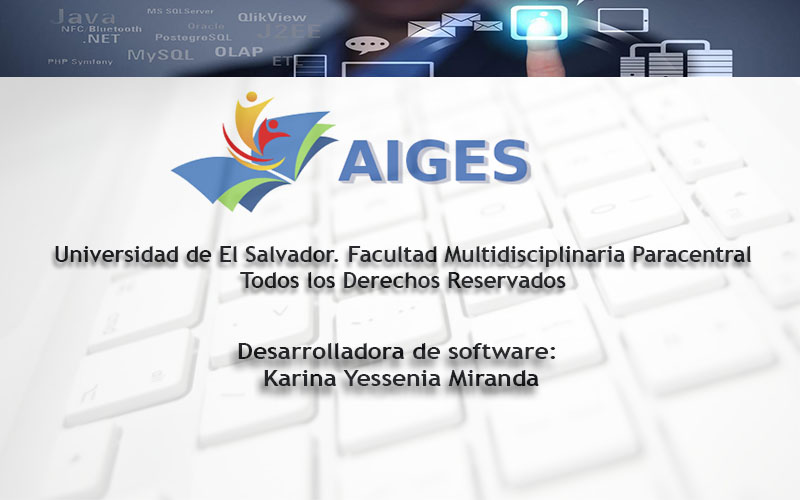 Java
MS SQLServer
QlikView
NFC Bluetooth
Oracle
J2EE
.NET
PostegreSQL
MySQL
OLAP
PHP Symfony
ETL
AIGES
Universidad de El Salvador. Facultad Multidisciplinaria Paracentral
Todos los Derechos Reservados
Desarrolladora de software:
Karina Yessenia Miranda